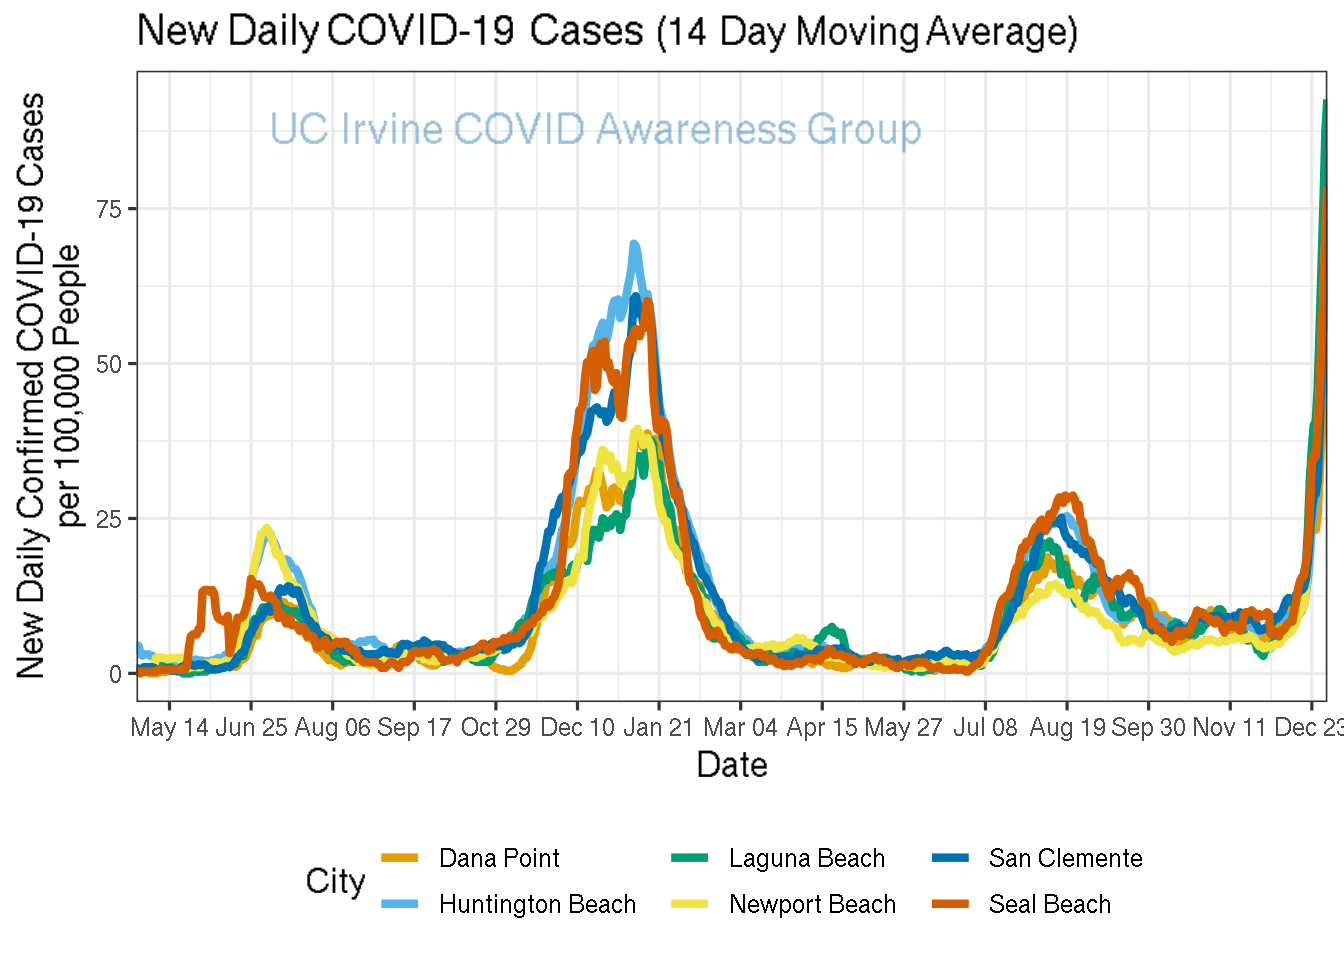 New Daily COVID-19 Cases (14 Day Moving Average)
UC Irvine COVID Awareness Group
New Daily Confirmed COVID-19 Cases
per 100,000 People
75
50
25
0
May 14 Jun 25 Aug 06 Sep 17 Oct 29 Dec 10 Jan 21 Mar 04 Apr 15 May 27 Jul 08 Aug 19 Sep 30 Nov 11 Dec 23
Date
City
Dana Point Laguna Beach San Clemente
Huntington Beach Newport Beach Seal Beach